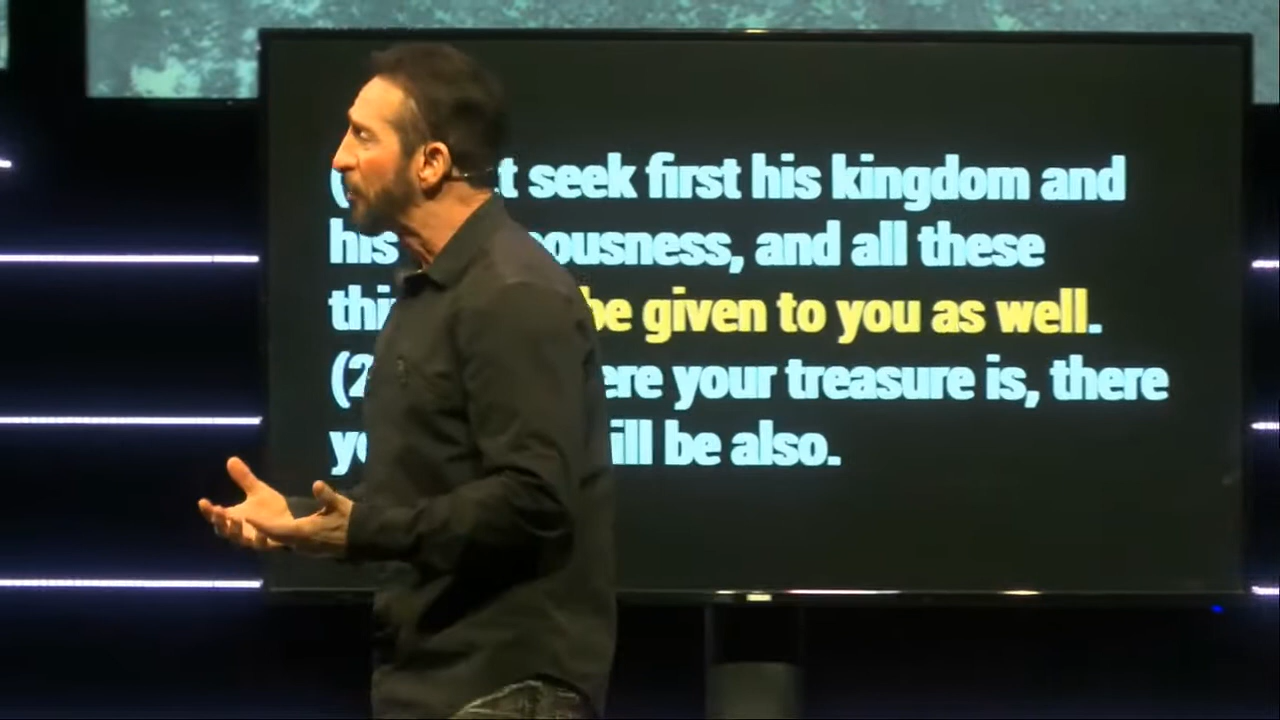 ( t seek first his kingdom and
his ousness, and all these
thi be given to you as well.
(2 ere your treasure is, there
yo ill be also.